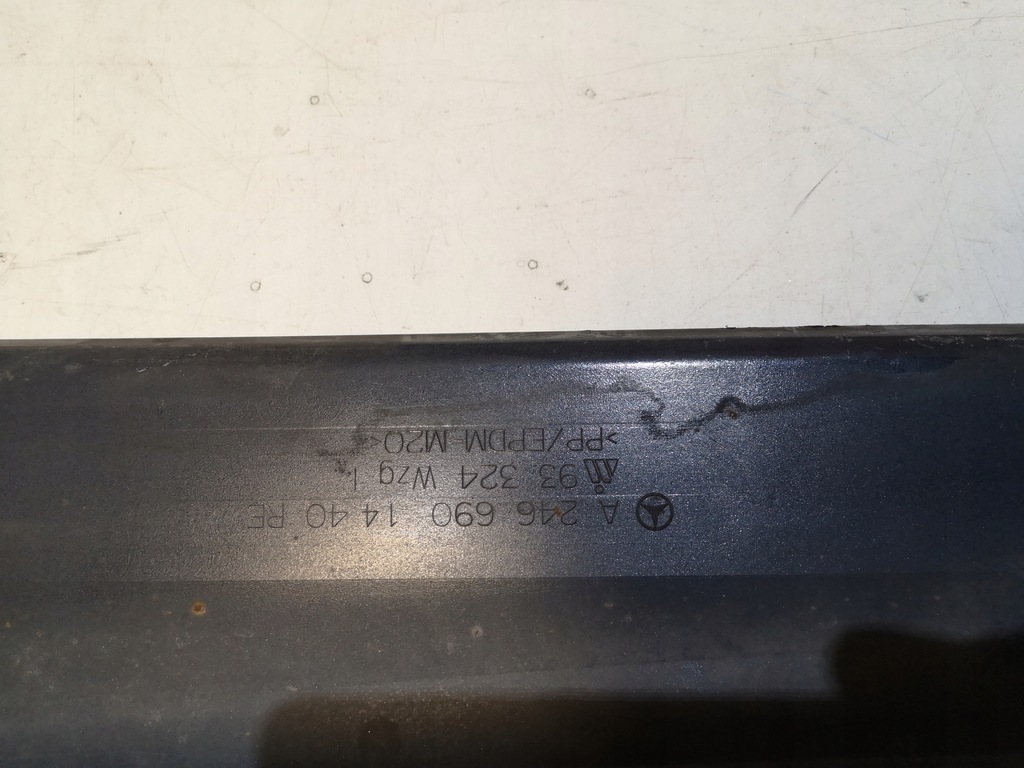 A 246 690 14 40 RE
93 324 Wzg 1.
>PP/EPDM M20<